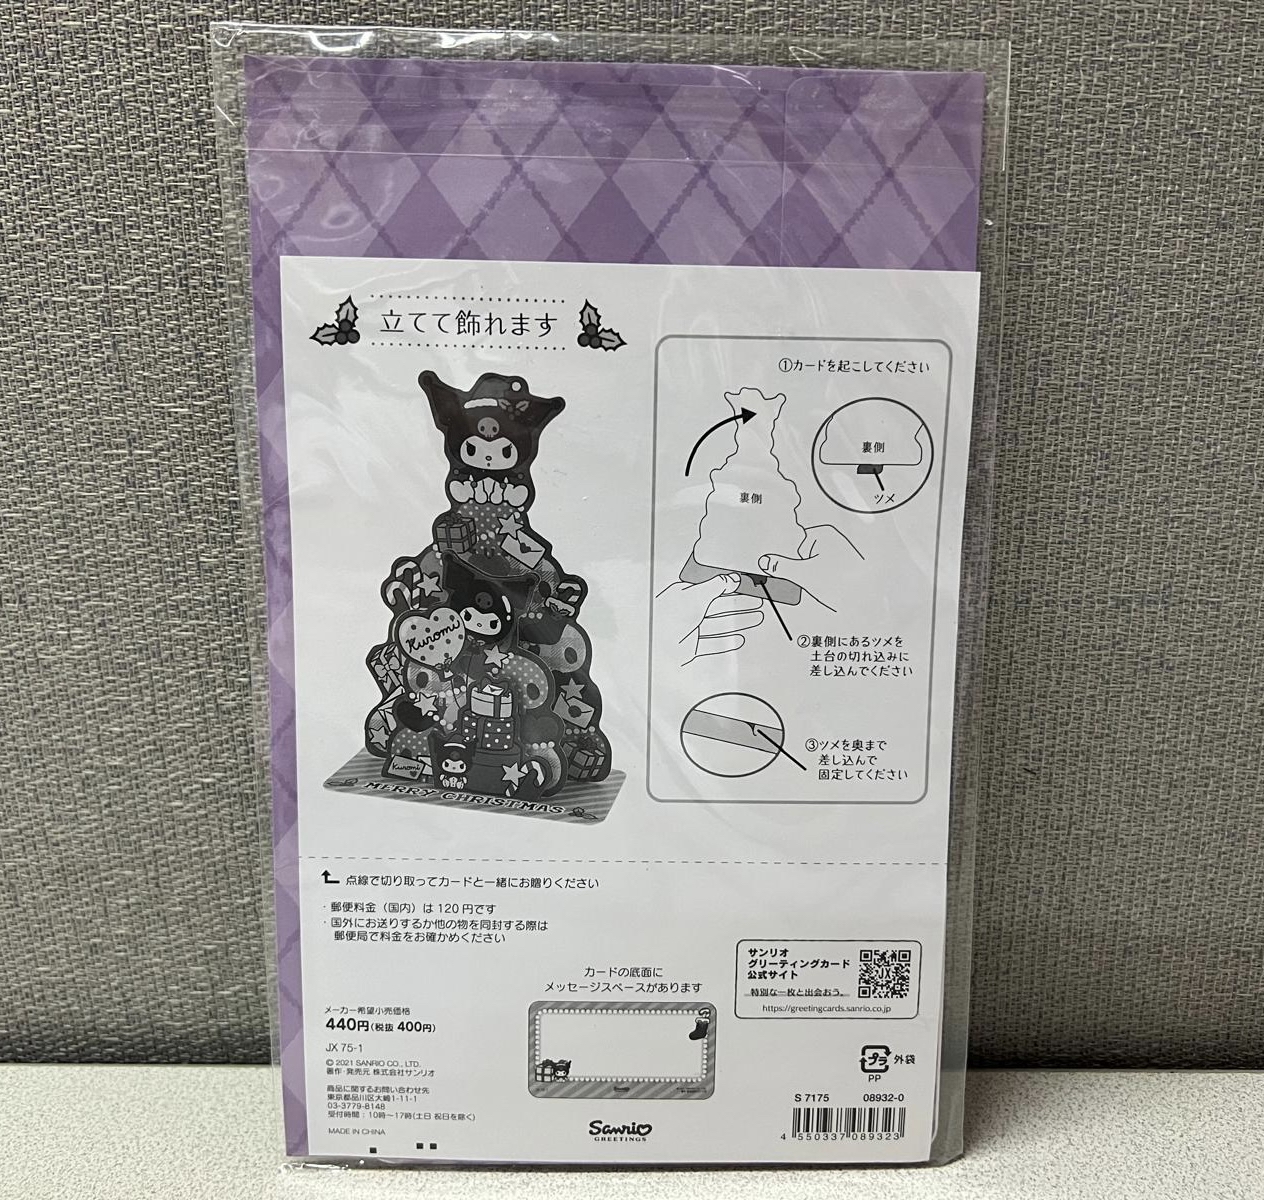 立てて飾れます
①カードを起こしてください
裏側
ツメ
裏側
②裏側にあるツメを
土台の切れ込みに
差し込んでください
③ツメを奥まで
差し込んで
固定してください
Kuromi
Kuromi
MERRY CHRISTMAS
点線で切り取ってカードと一緒にお贈りください
・郵便料金（国内）は 120 円です
・国外にお送りするか他の物を同封する際は
郵便局で料金をお確かめください
カードの底面に
メッセージスペースがあります
サンリオ
グリーティングカード
公式サイト
特別な一枚と出会おう。
https://greetingcards.sanrio.co.jp
JX
メーカー希望小売価格
440円(税抜 400円)
JX 75-1
© 2021 SANRIO CO., LTD.
著作・発売元 株式会社サンリオ
商品に関するお問い合わせ先
東京都品川区大崎1-11-1
03-3779-8148
受付時間：10時〜17時(土日 祝日を除く)
MADE IN CHINA
Sanrio
GREETINGS
プラ 外袋
PP
S 7175 08932-0
4 550337 089323